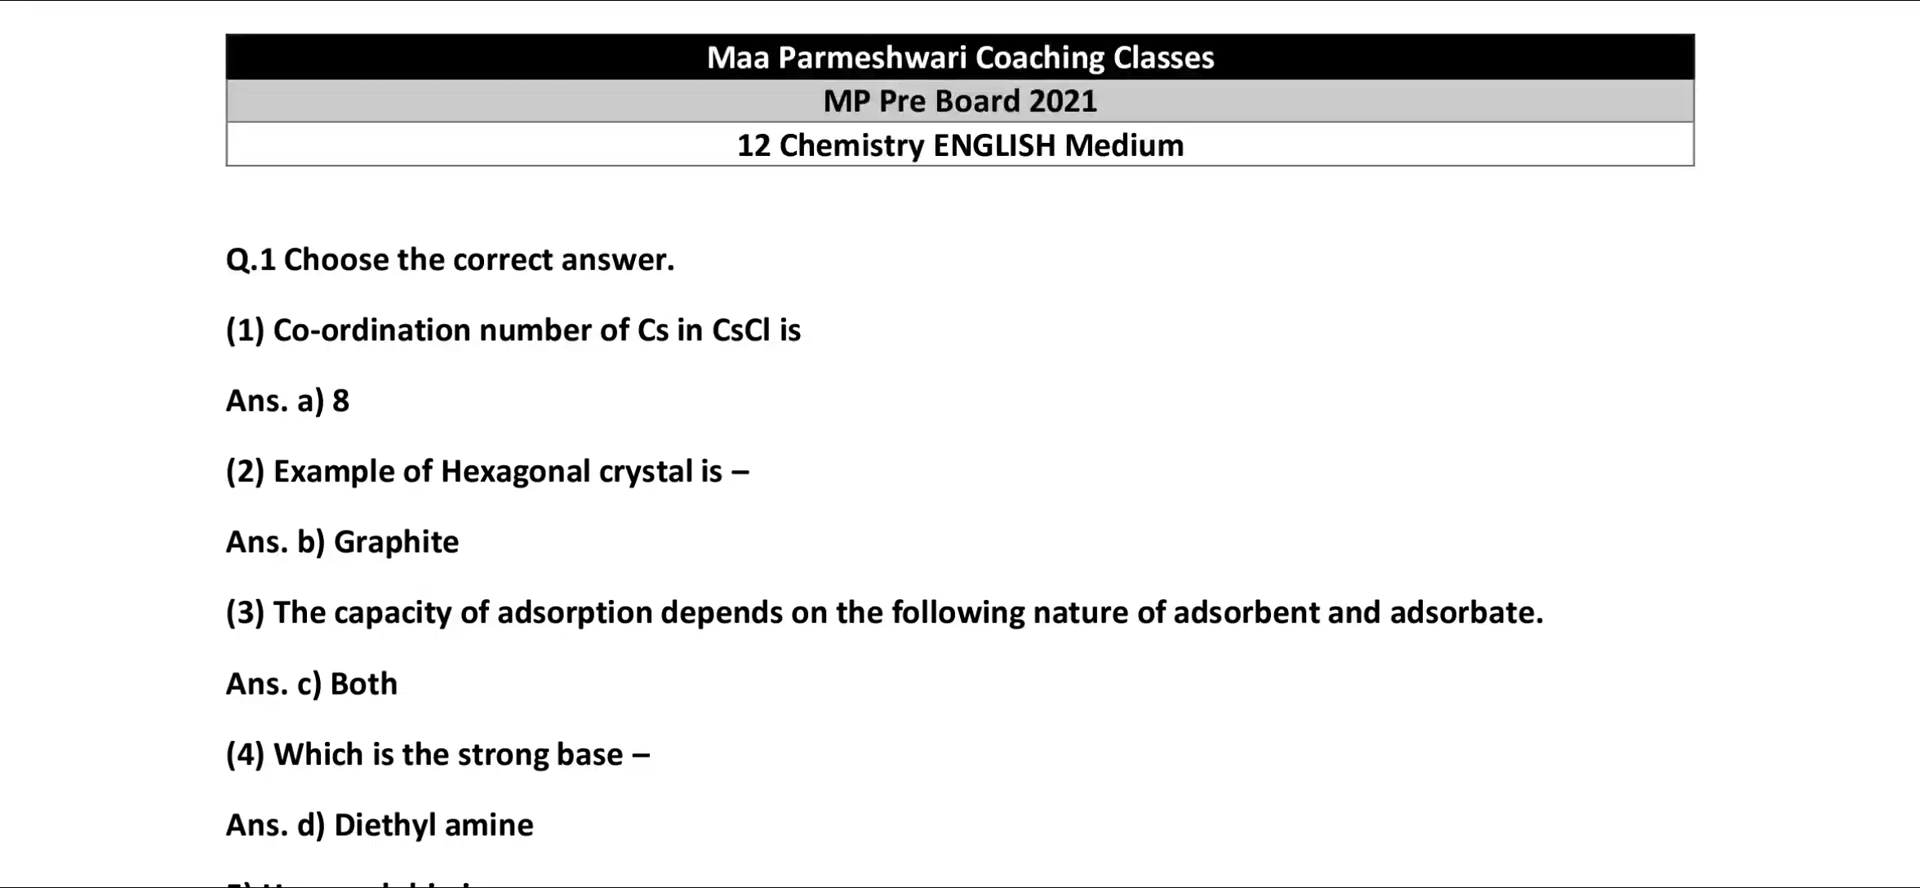 Maa Parmeshwari Coaching Classes
MP Pre Board 2021
12 Chemistry ENGLISH Medium
Q.1 Choose the correct answer.
(1) Co-ordination number of Cs in CsCl is
Ans. a) 8
(2) Example of Hexagonal crystal is –
Ans. b) Graphite
(3) The capacity of adsorption depends on the following nature of adsorbent and adsorbate.
Ans. c) Both
(4) Which is the strong base –
Ans. d) Diethyl amine